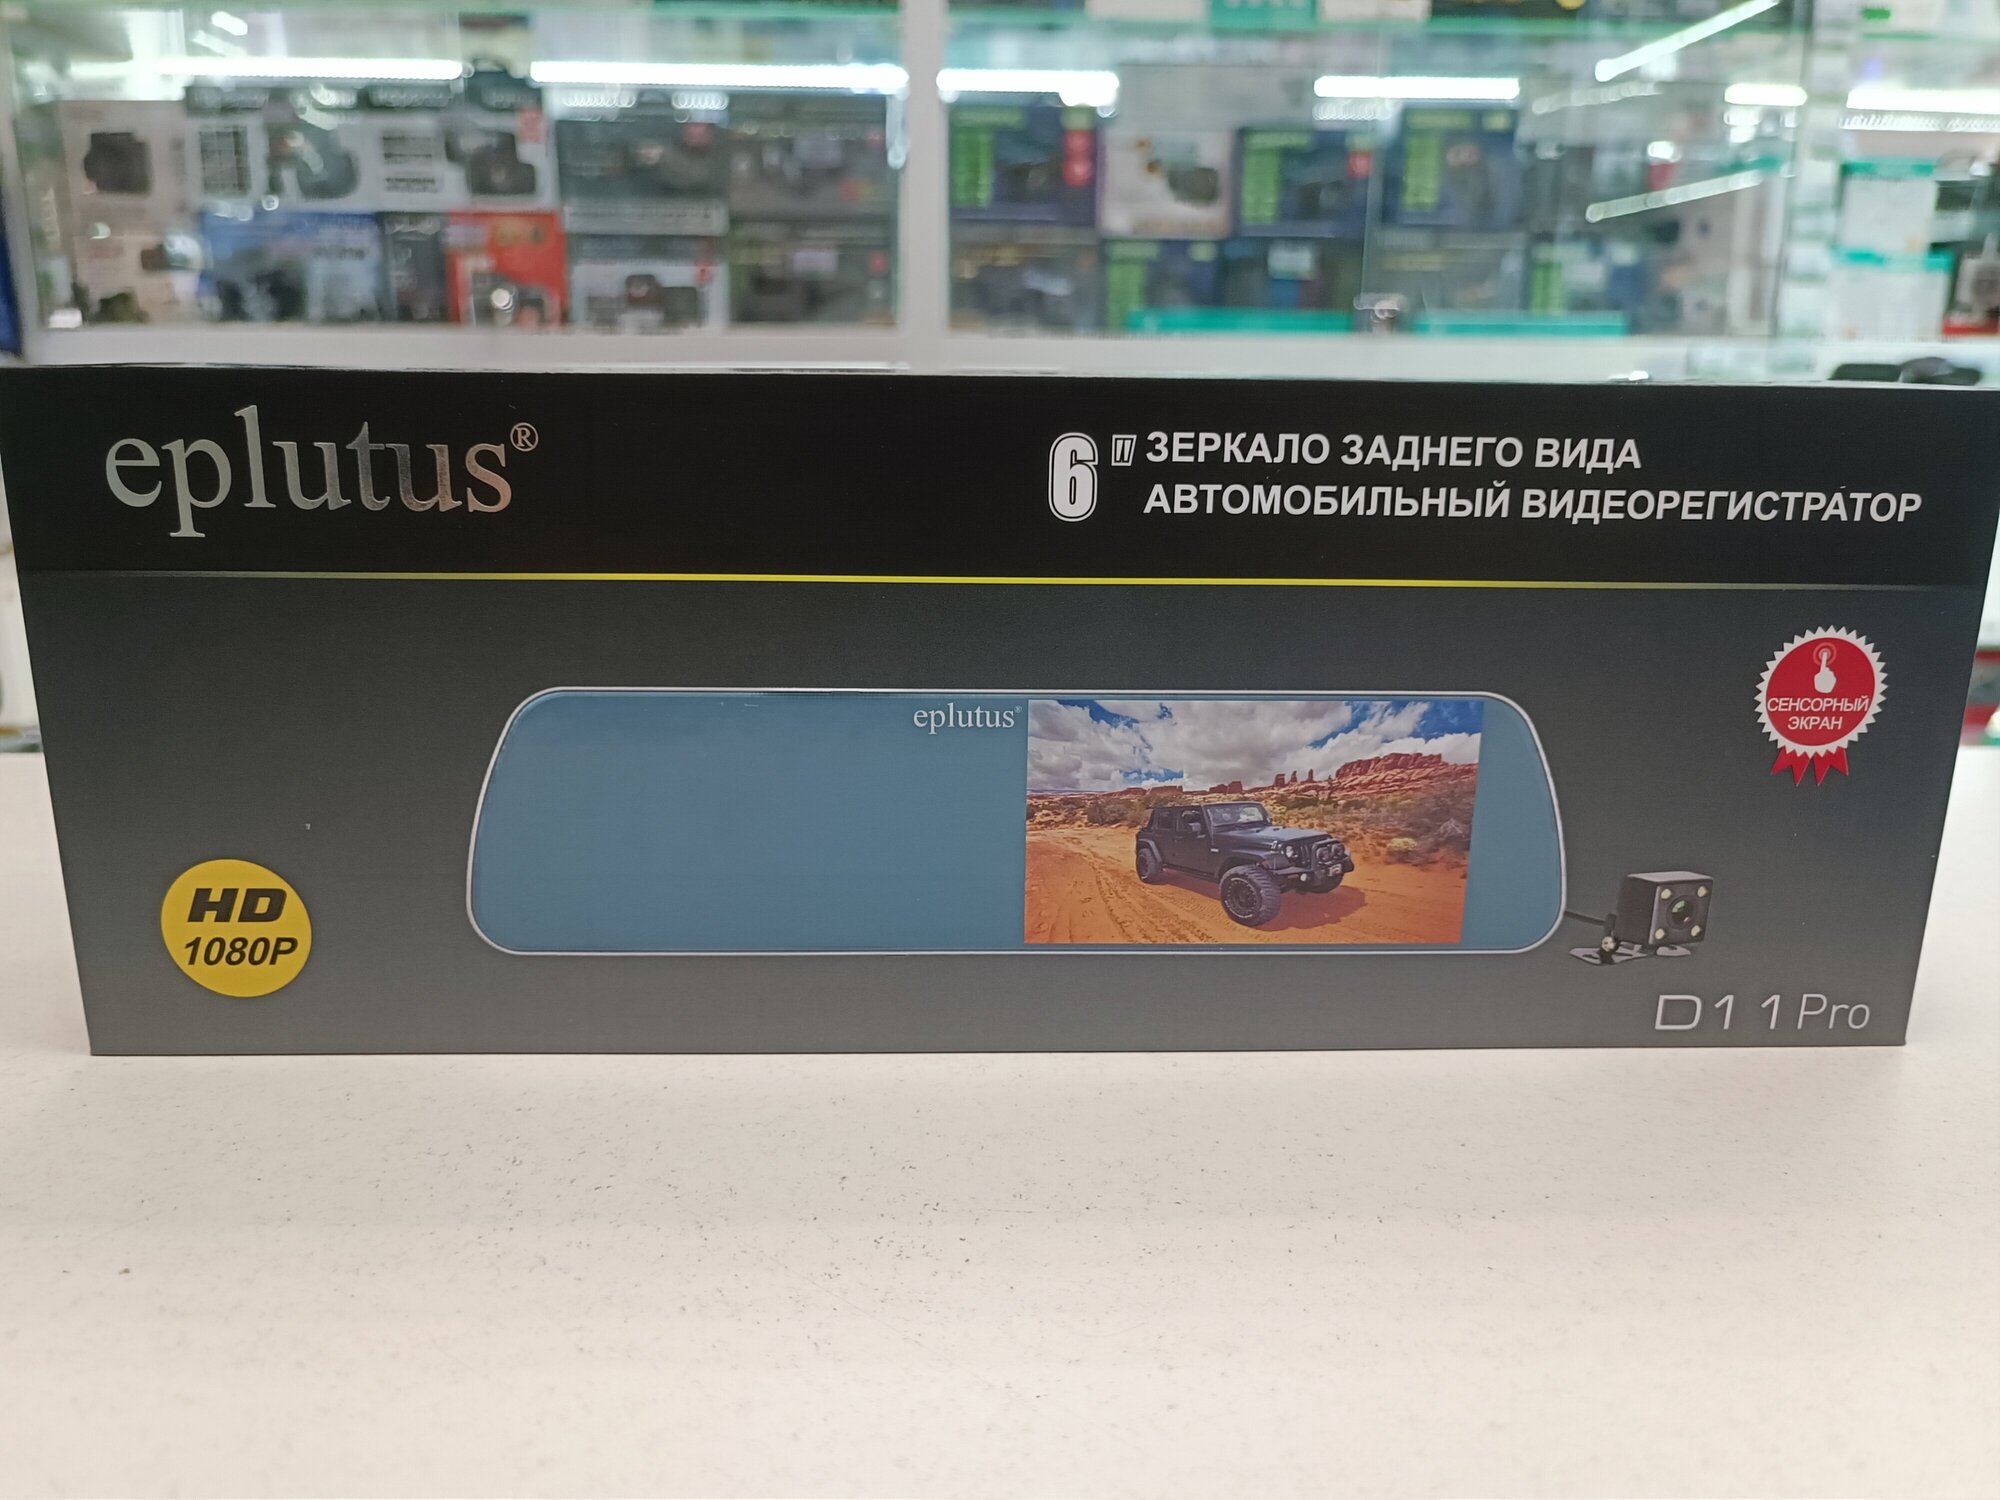 eplutus®
6" ЗЕРКАЛО ЗАДНЕГО ВИДА
АВТОМОБИЛЬНЫЙ ВИДЕОРЕГИСТРАТОР
СЕНСОРНЫЙ
ЭКРАН
eplutus®
HD
1080P
D11Pro